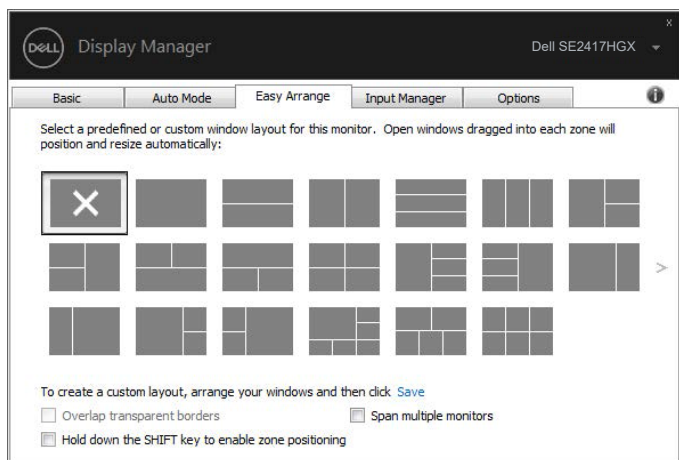 x
DELL Display Manager Dell SE2417HGX
Basic Auto Mode Easy Arrange Input Manager Options
Select a predefined or custom window layout for this monitor. Open windows dragged into each zone will
position and resize automatically:
To create a custom layout, arrange your windows and then click Save
Overlap transparent borders Span multiple monitors
Hold down the SHIFT key to enable zone positioning